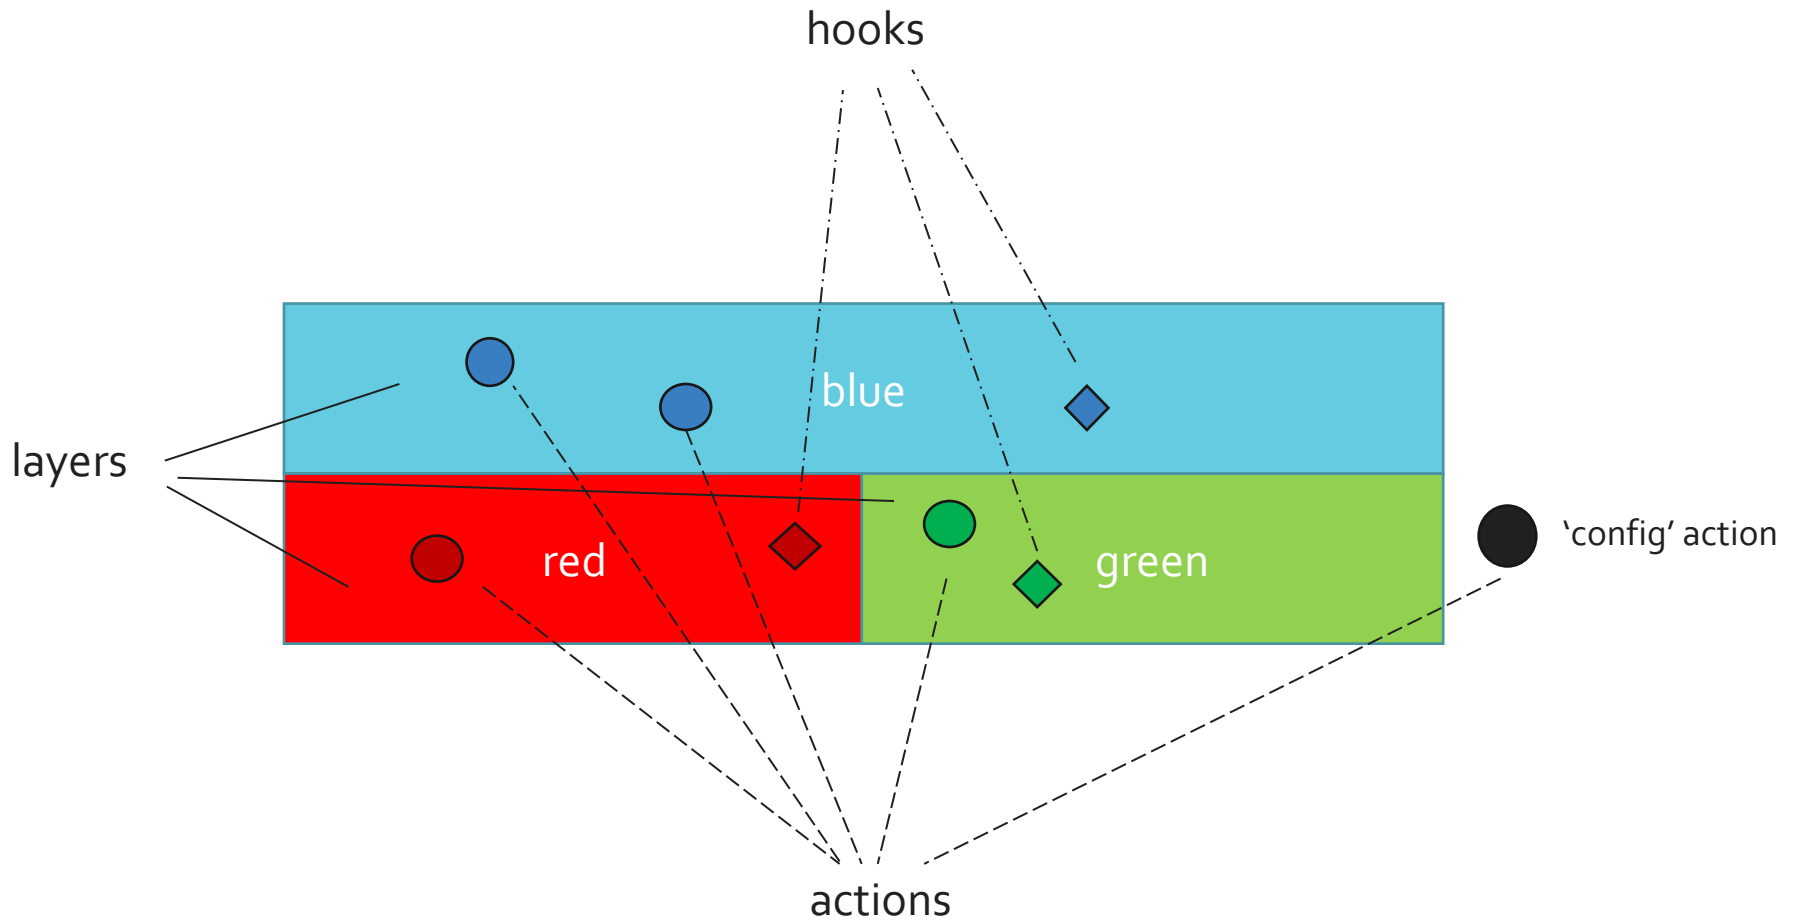 hooks
blue
layers
red
green
‘config’ action
actions